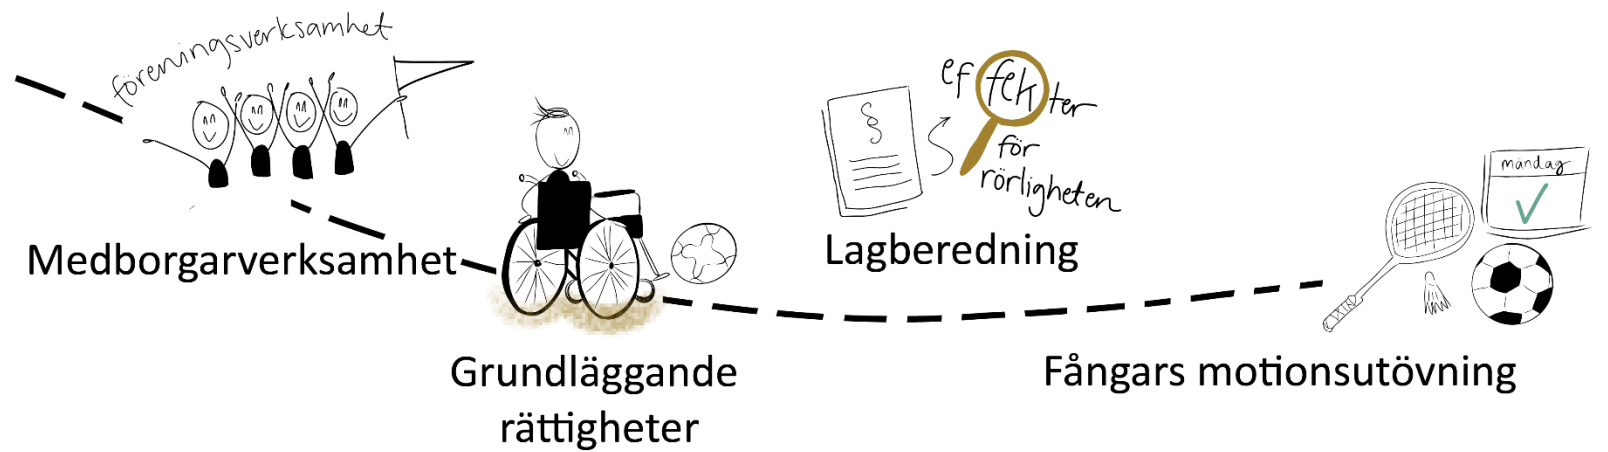 föreningsverksamhet
Medborgarverksamhet
Grundläggande
rättigheter
§
effekter
för
rörligheten
Lagberedning
måndag
Fångars motionsutövning